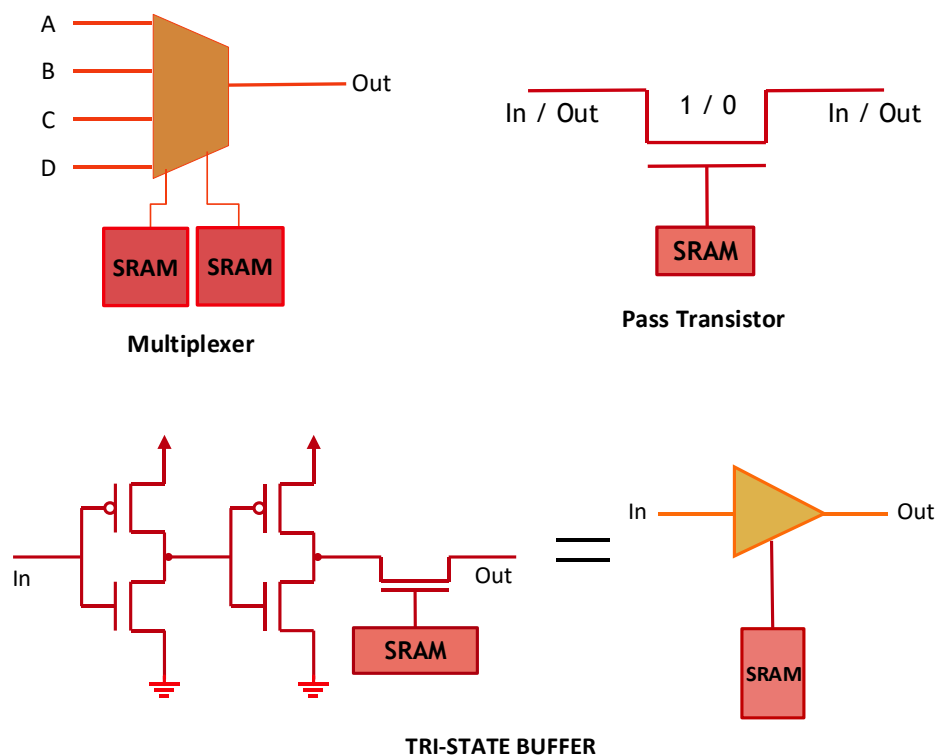 A
B
C
D
Out
SRAM
SRAM
Multiplexer
In / Out
1 / 0
In / Out
SRAM
Pass Transistor
In
Out
SRAM
In
Out
SRAM
TRI-STATE BUFFER